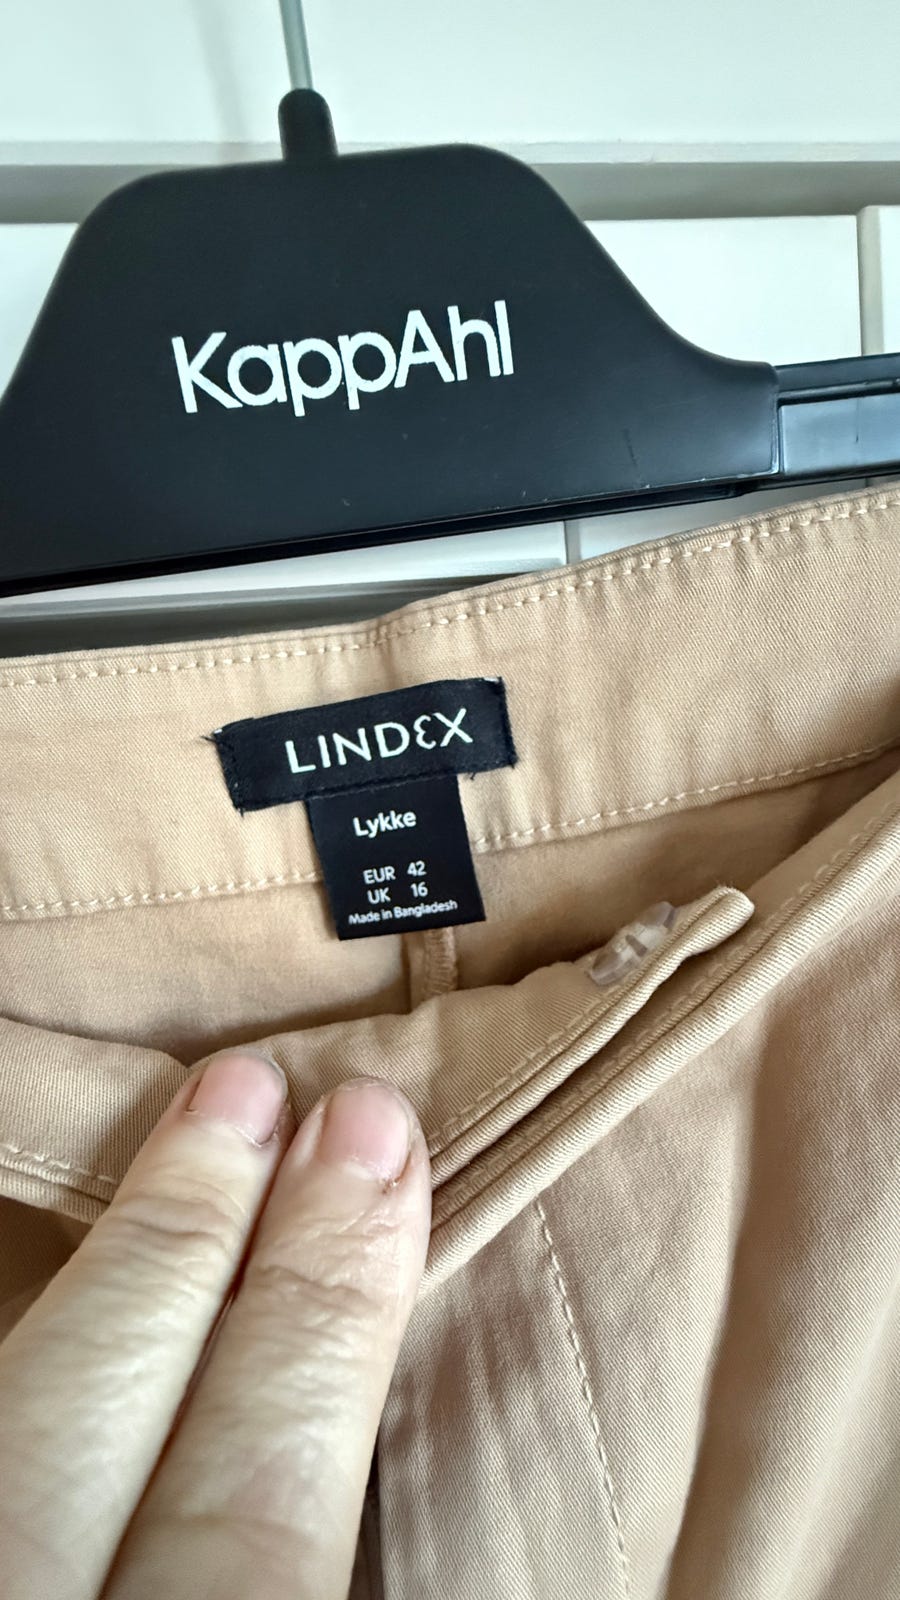 KappAhl
LINDEX
Lykke
EUR 42
UK 16
Made in Bangladesh